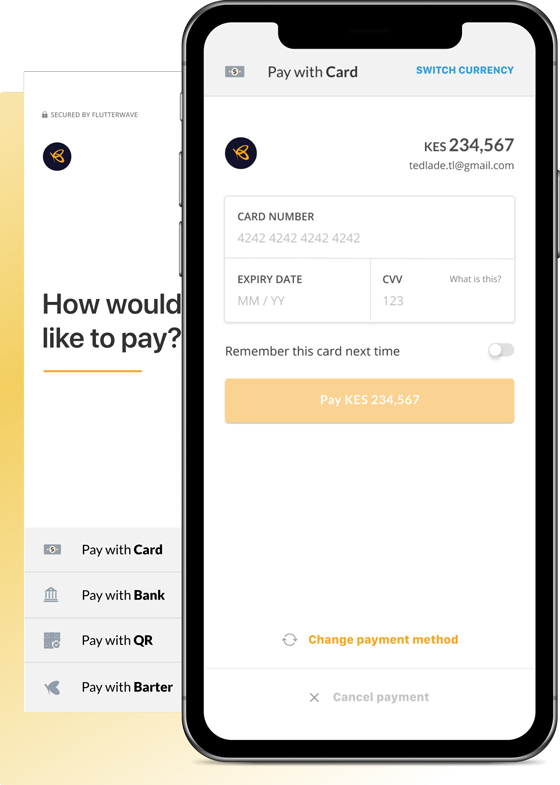 SECURED BY FLUTTERWAVE
How would
like to pay?
Pay with Card
Pay with Bank
Pay with QR
Pay with Barter
Pay with Card
SWITCH CURRENCY
KES 234,567
tedlade.tl@gmail.com
CARD NUMBER
4242 4242 4242 4242
EXPIRY DATE
CVV
What is this?
MM / YY
123
Remember this card next time
Pay KES 234,567
Change payment method
Cancel payment